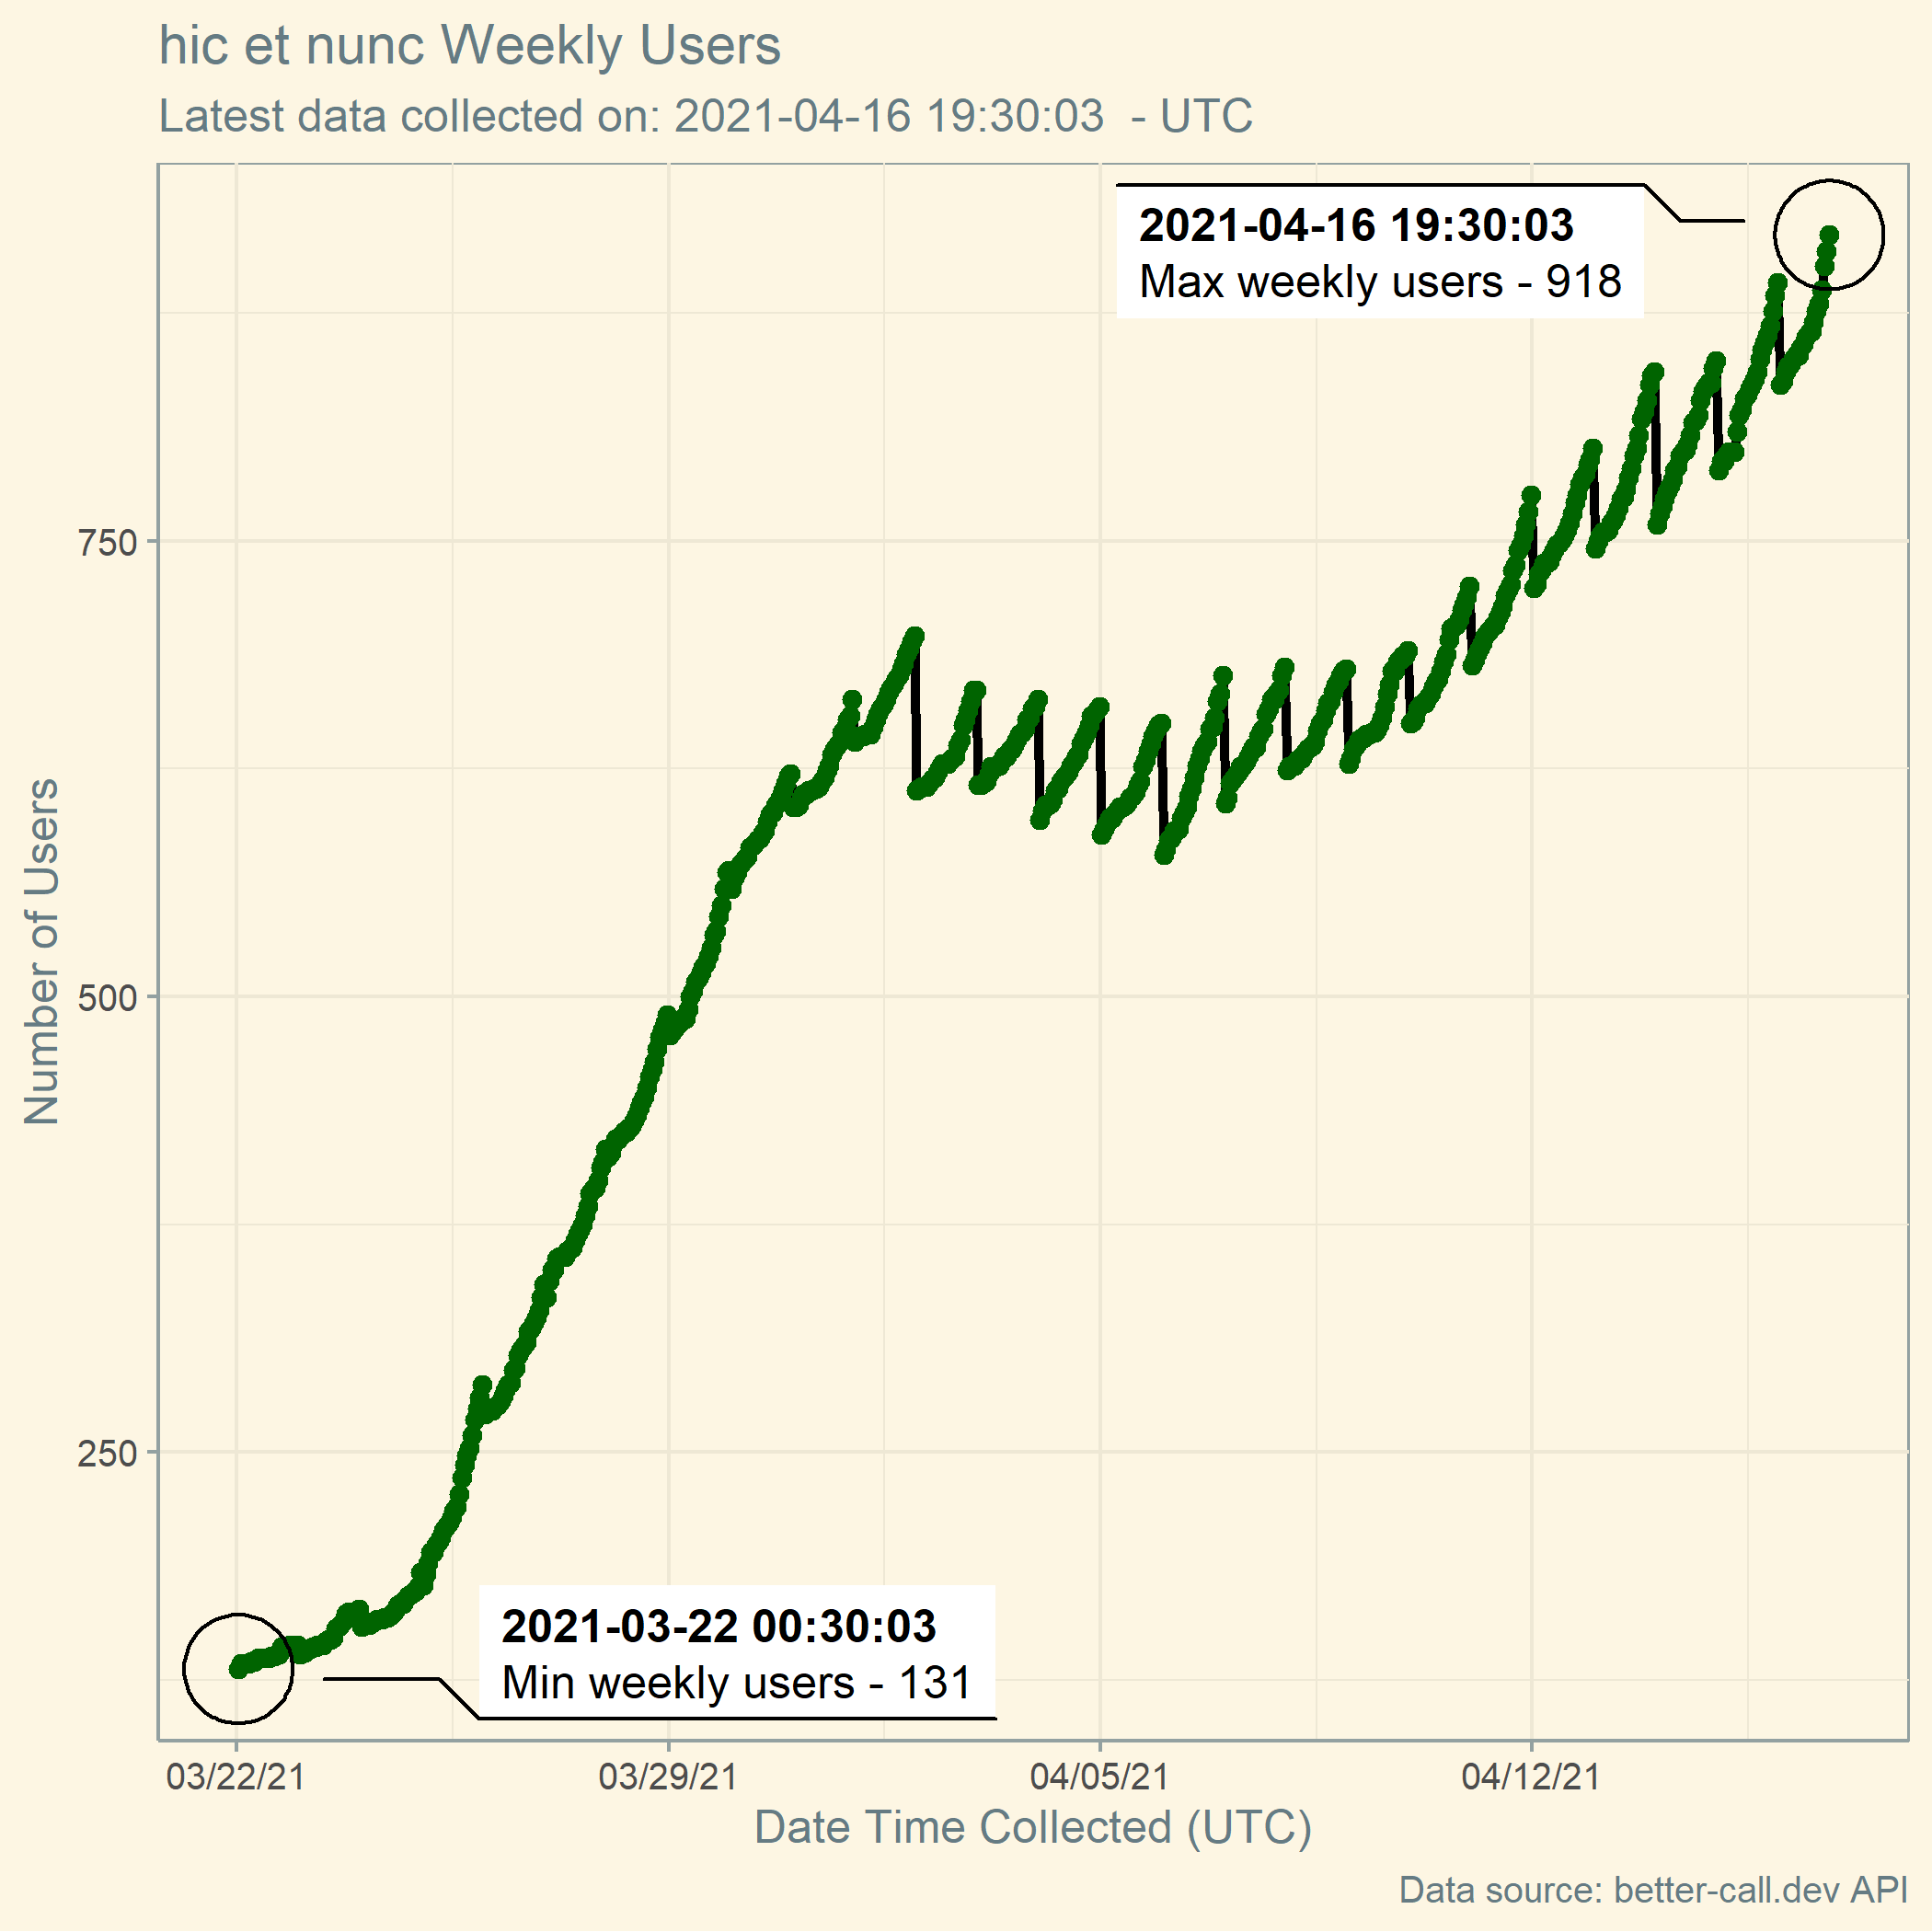 hic et nunc Weekly Users
Latest data collected on: 2021-04-16 19:30:03  - UTC
2021-04-16 19:30:03
Max weekly users - 918
750
500
250
Number of Users
2021-03-22 00:30:03
Min weekly users - 131
03/22/21
03/29/21
04/05/21
04/12/21
Date Time Collected (UTC)
Data source: better-call.dev API